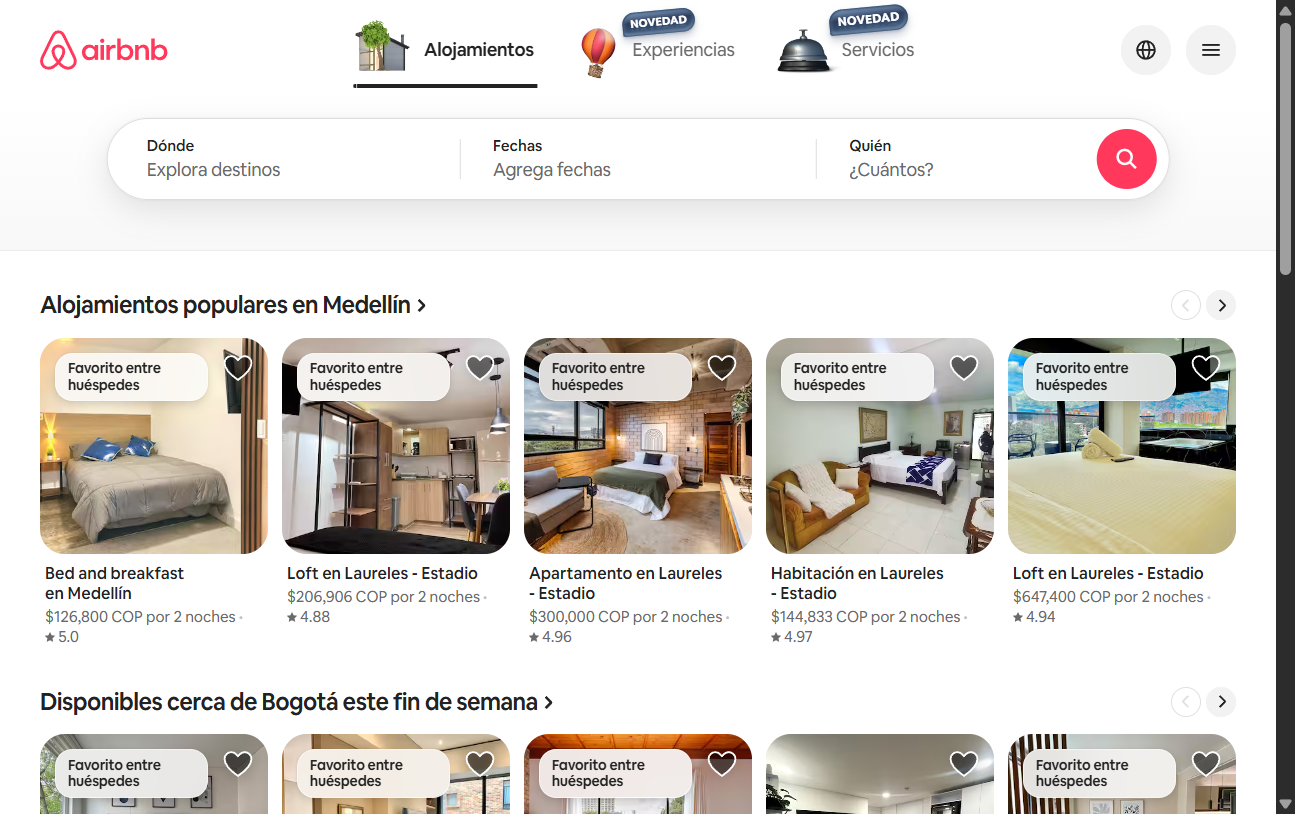 airbnb
Alojamientos
NOVEDAD
Experiencias
NOVEDAD
Servicios
Dónde
Explora destinos
Fechas
Agrega fechas
Quién
¿Cuántos?
Alojamientos populares en Medellín
Favorito entre
huéspedes
Bed and breakfast
en Medellín
$126,800 COP por 2 noches ·
★ 5.0
Favorito entre
huéspedes
Loft en Laureles - Estadio
$206,906 COP por 2 noches ·
★ 4.88
Favorito entre
huéspedes
Apartamento en Laureles
- Estadio
$300,000 COP por 2 noches ·
★ 4.96
Favorito entre
huéspedes
Habitación en Laureles
- Estadio
$144,833 COP por 2 noches ·
★ 4.97
Favorito entre
huéspedes
Loft en Laureles - Estadio
$647,400 COP por 2 noches ·
★ 4.94
Disponibles cerca de Bogotá este fin de semana
Favorito entre
huéspedes
Favorito entre
huéspedes
Favorito entre
huéspedes
Favorito entre
huéspedes